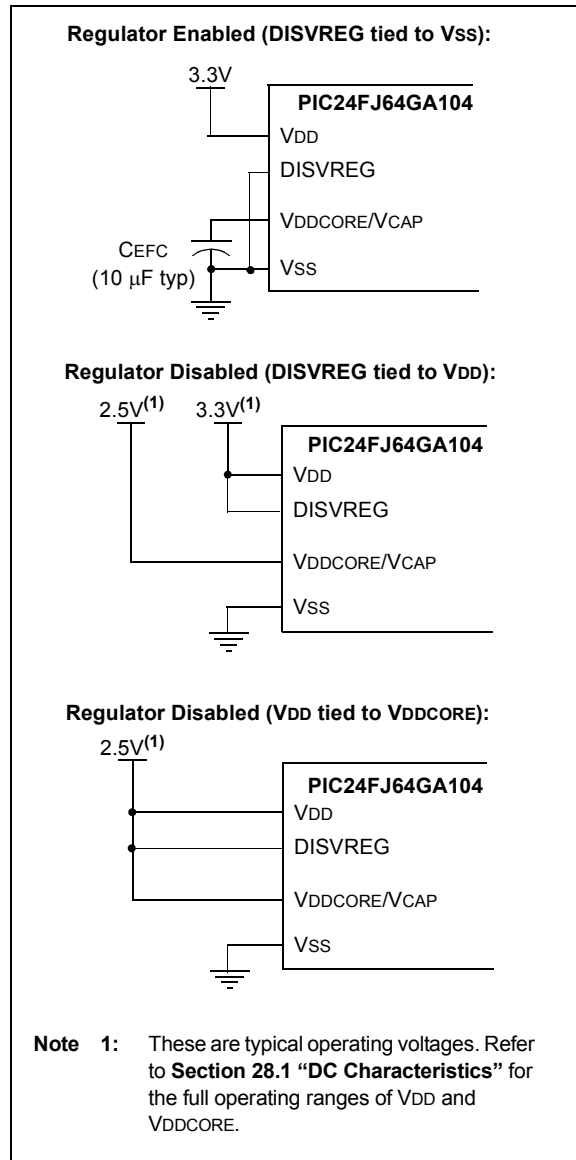 Regulator Enabled (DISVREG tied to VSS):
3.3V
PIC24FJ64GA104
VDD
DISVREG
VDDCORE/VCAP
CEFC
(10 μF typ)
VSS
Regulator Disabled (DISVREG tied to VDD):
2.5V(1) 3.3V(1)
PIC24FJ64GA104
VDD
DISVREG
VDDCORE/VCAP
VSS
Regulator Disabled (VDD tied to VDDCORE):
2.5V(1)
PIC24FJ64GA104
VDD
DISVREG
VDDCORE/VCAP
VSS
Note 1: These are typical operating voltages. Refer
to Section 28.1 “DC Characteristics” for
the full operating ranges of VDD and
VDDCORE.